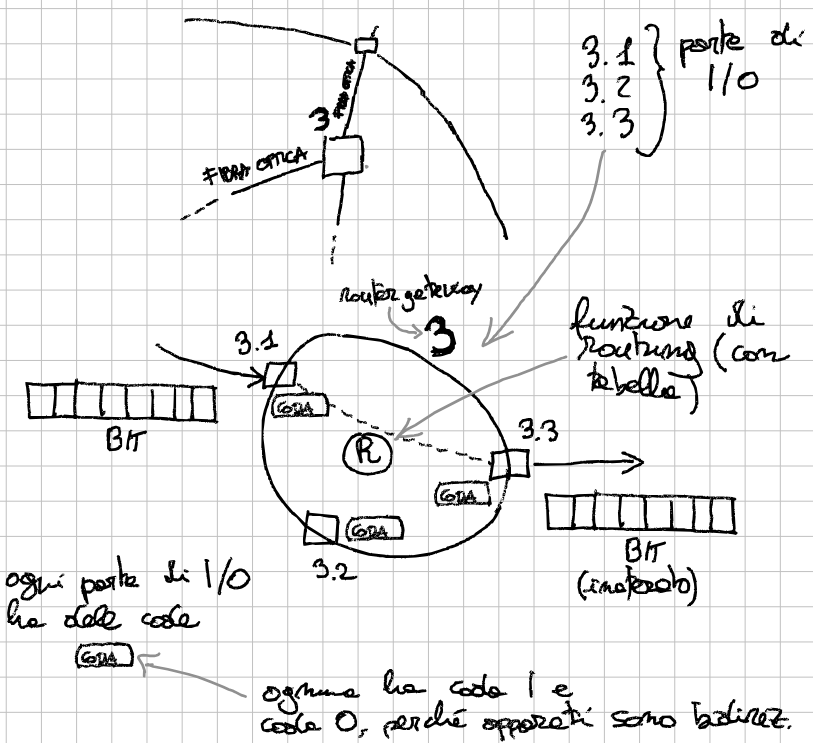 3.1
3.2
3.3
porte di
I/O
FIBRA OTTICA
3
FIBRA OTTICA
router gateway
3
funzione di
routing (con
tabella)
3.1
CODA
BIT
R
3.3
CODA
CODA
3.2
BIT
(inoltrato)
ogni porta di I/O
ha delle code
CODA
ognuna ha coda I e
coda O, perché apparati sono bidirez.